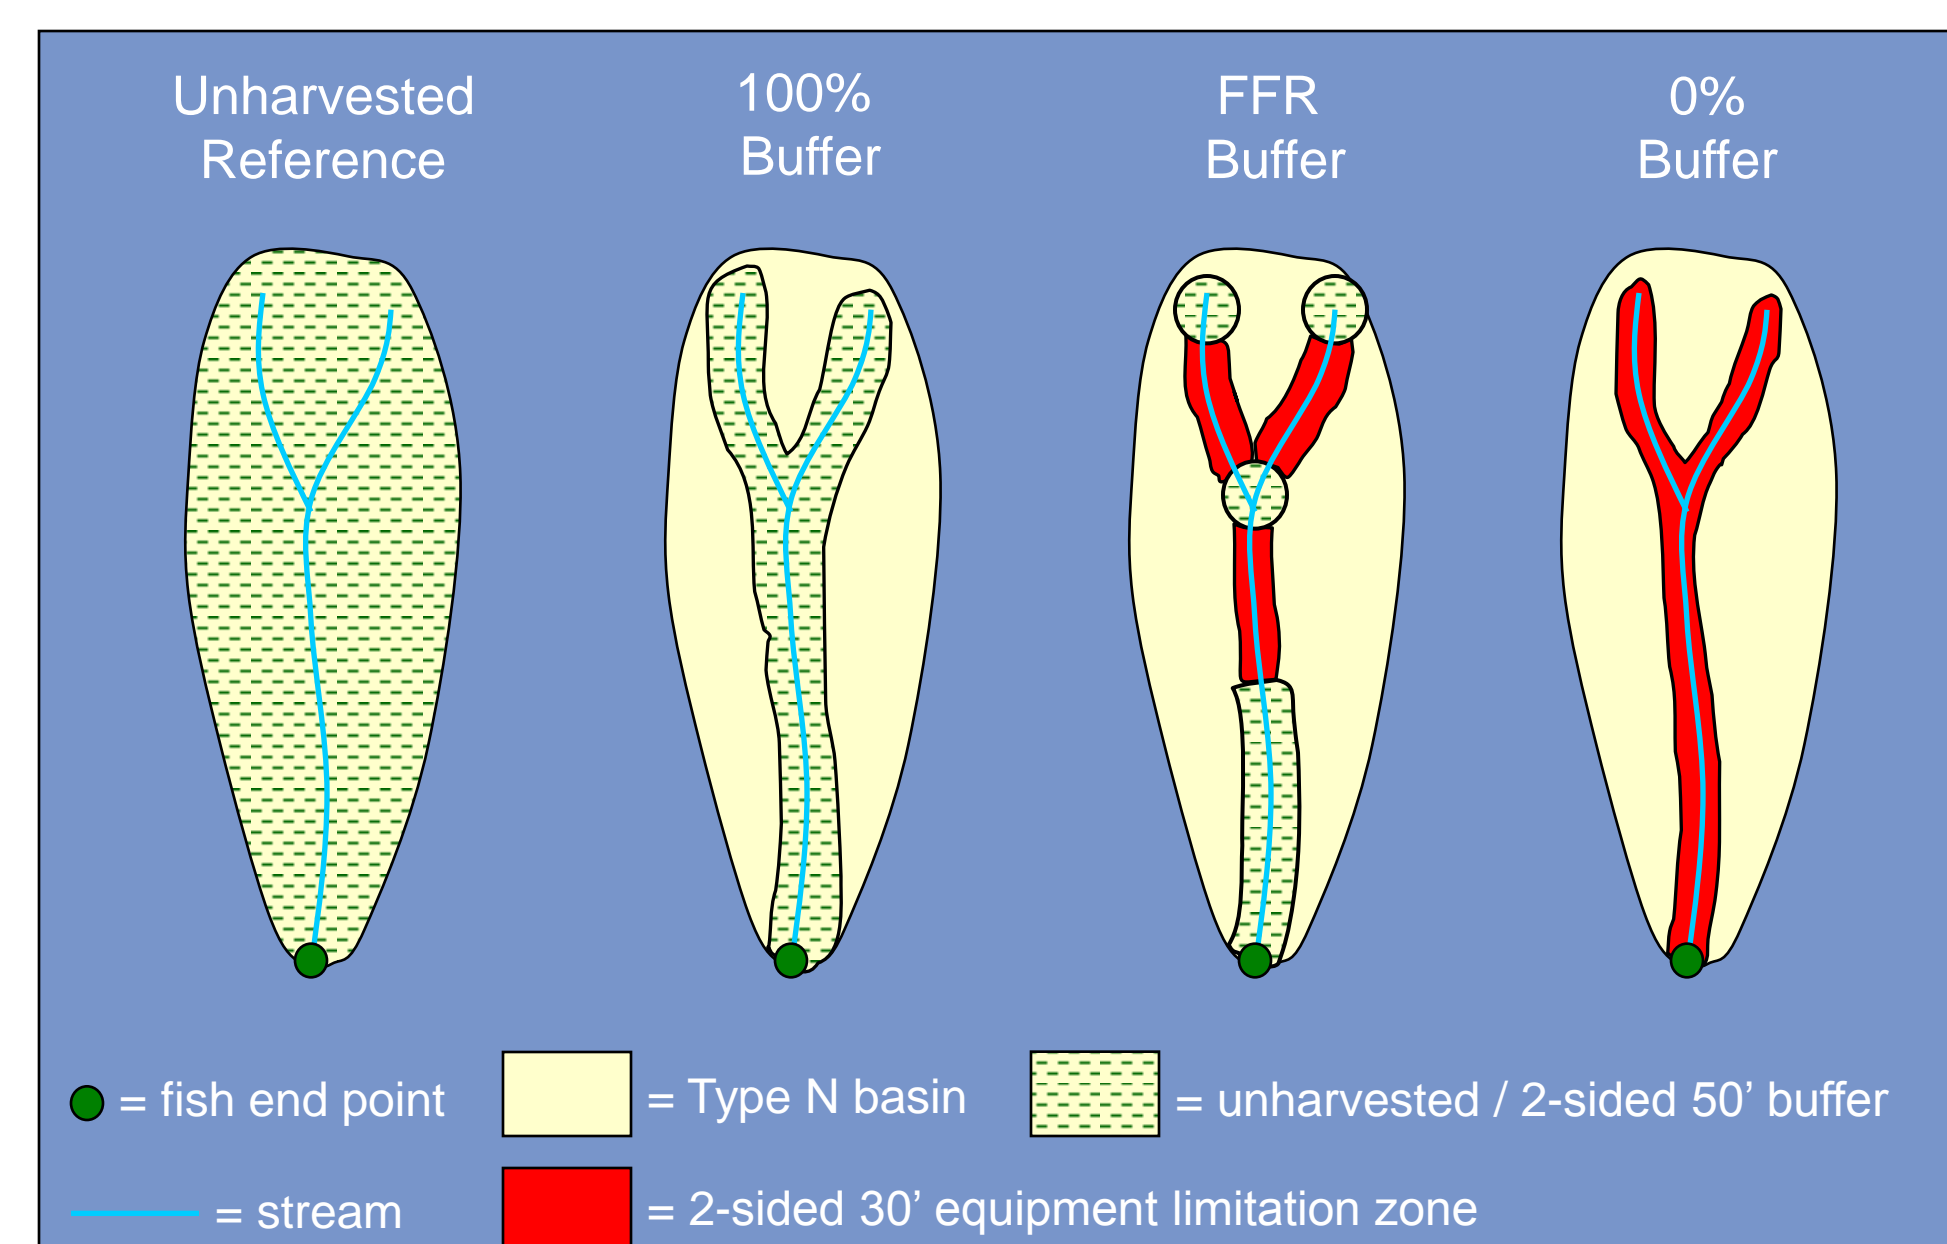 Unharvested
Reference
100%
Buffer
FFR
Buffer
0%
Buffer
= fish end point
= Type N basin
= unharvested / 2-sided 50’ buffer
= stream
= 2-sided 30’ equipment limitation zone